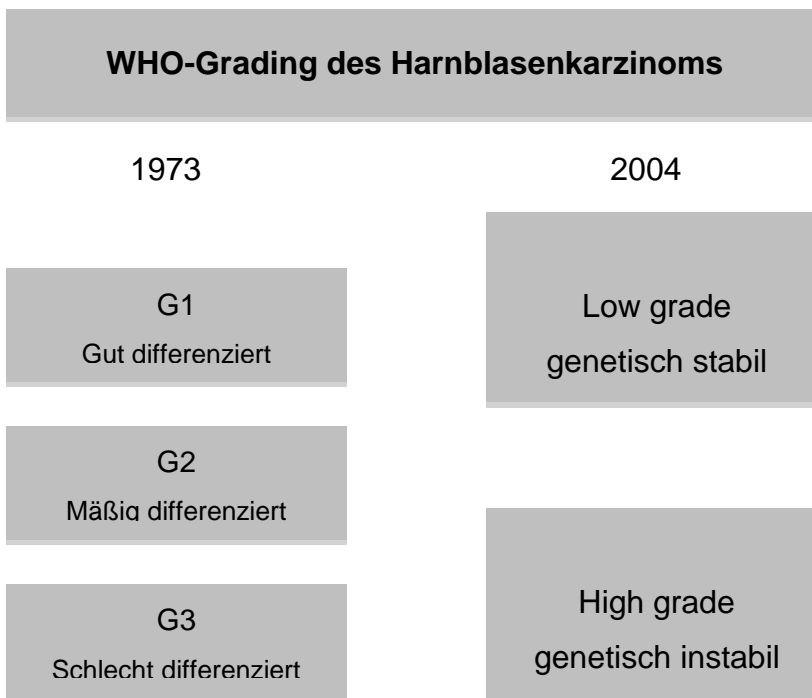 WHO-Grading des Harnblasenkarzinoms
1973
2004
G1
Gut differenziert
G2
Mäßig differenziert
G3
Schlecht differenziert
Low grade
genetisch stabil
High grade
genetisch instabil